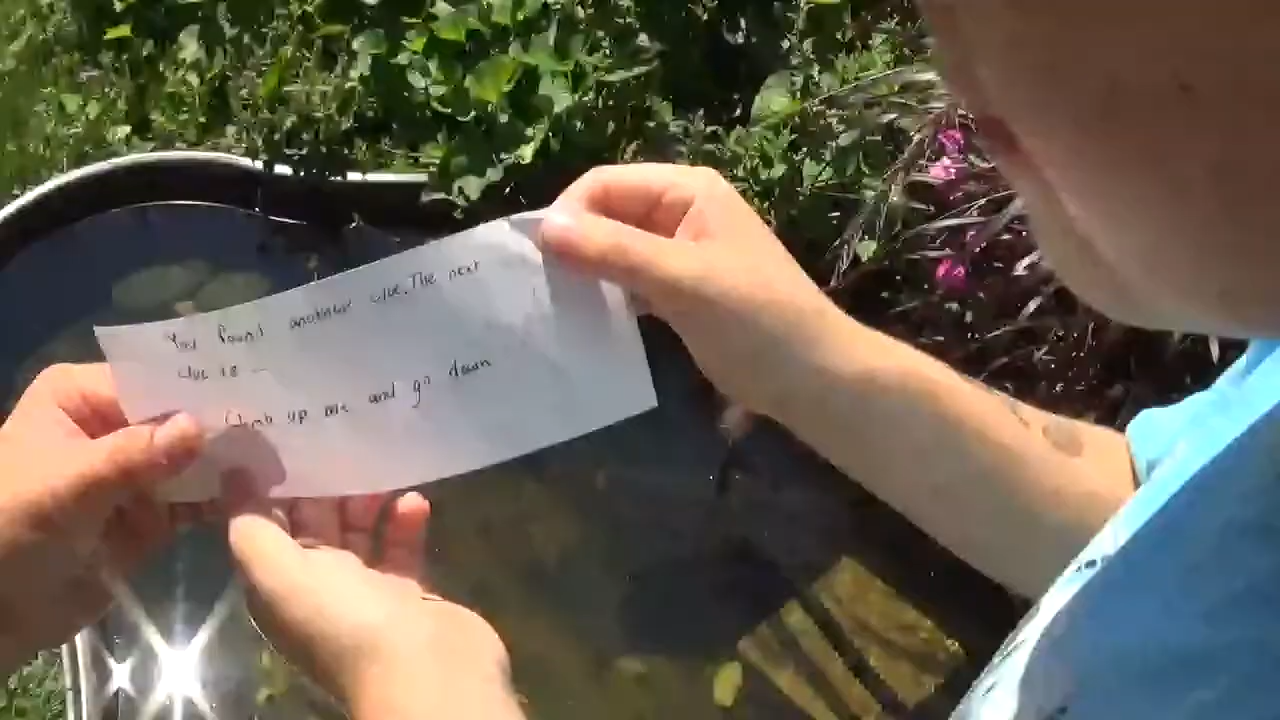 You found another clue. The next
clue is _
Climb up me and go down